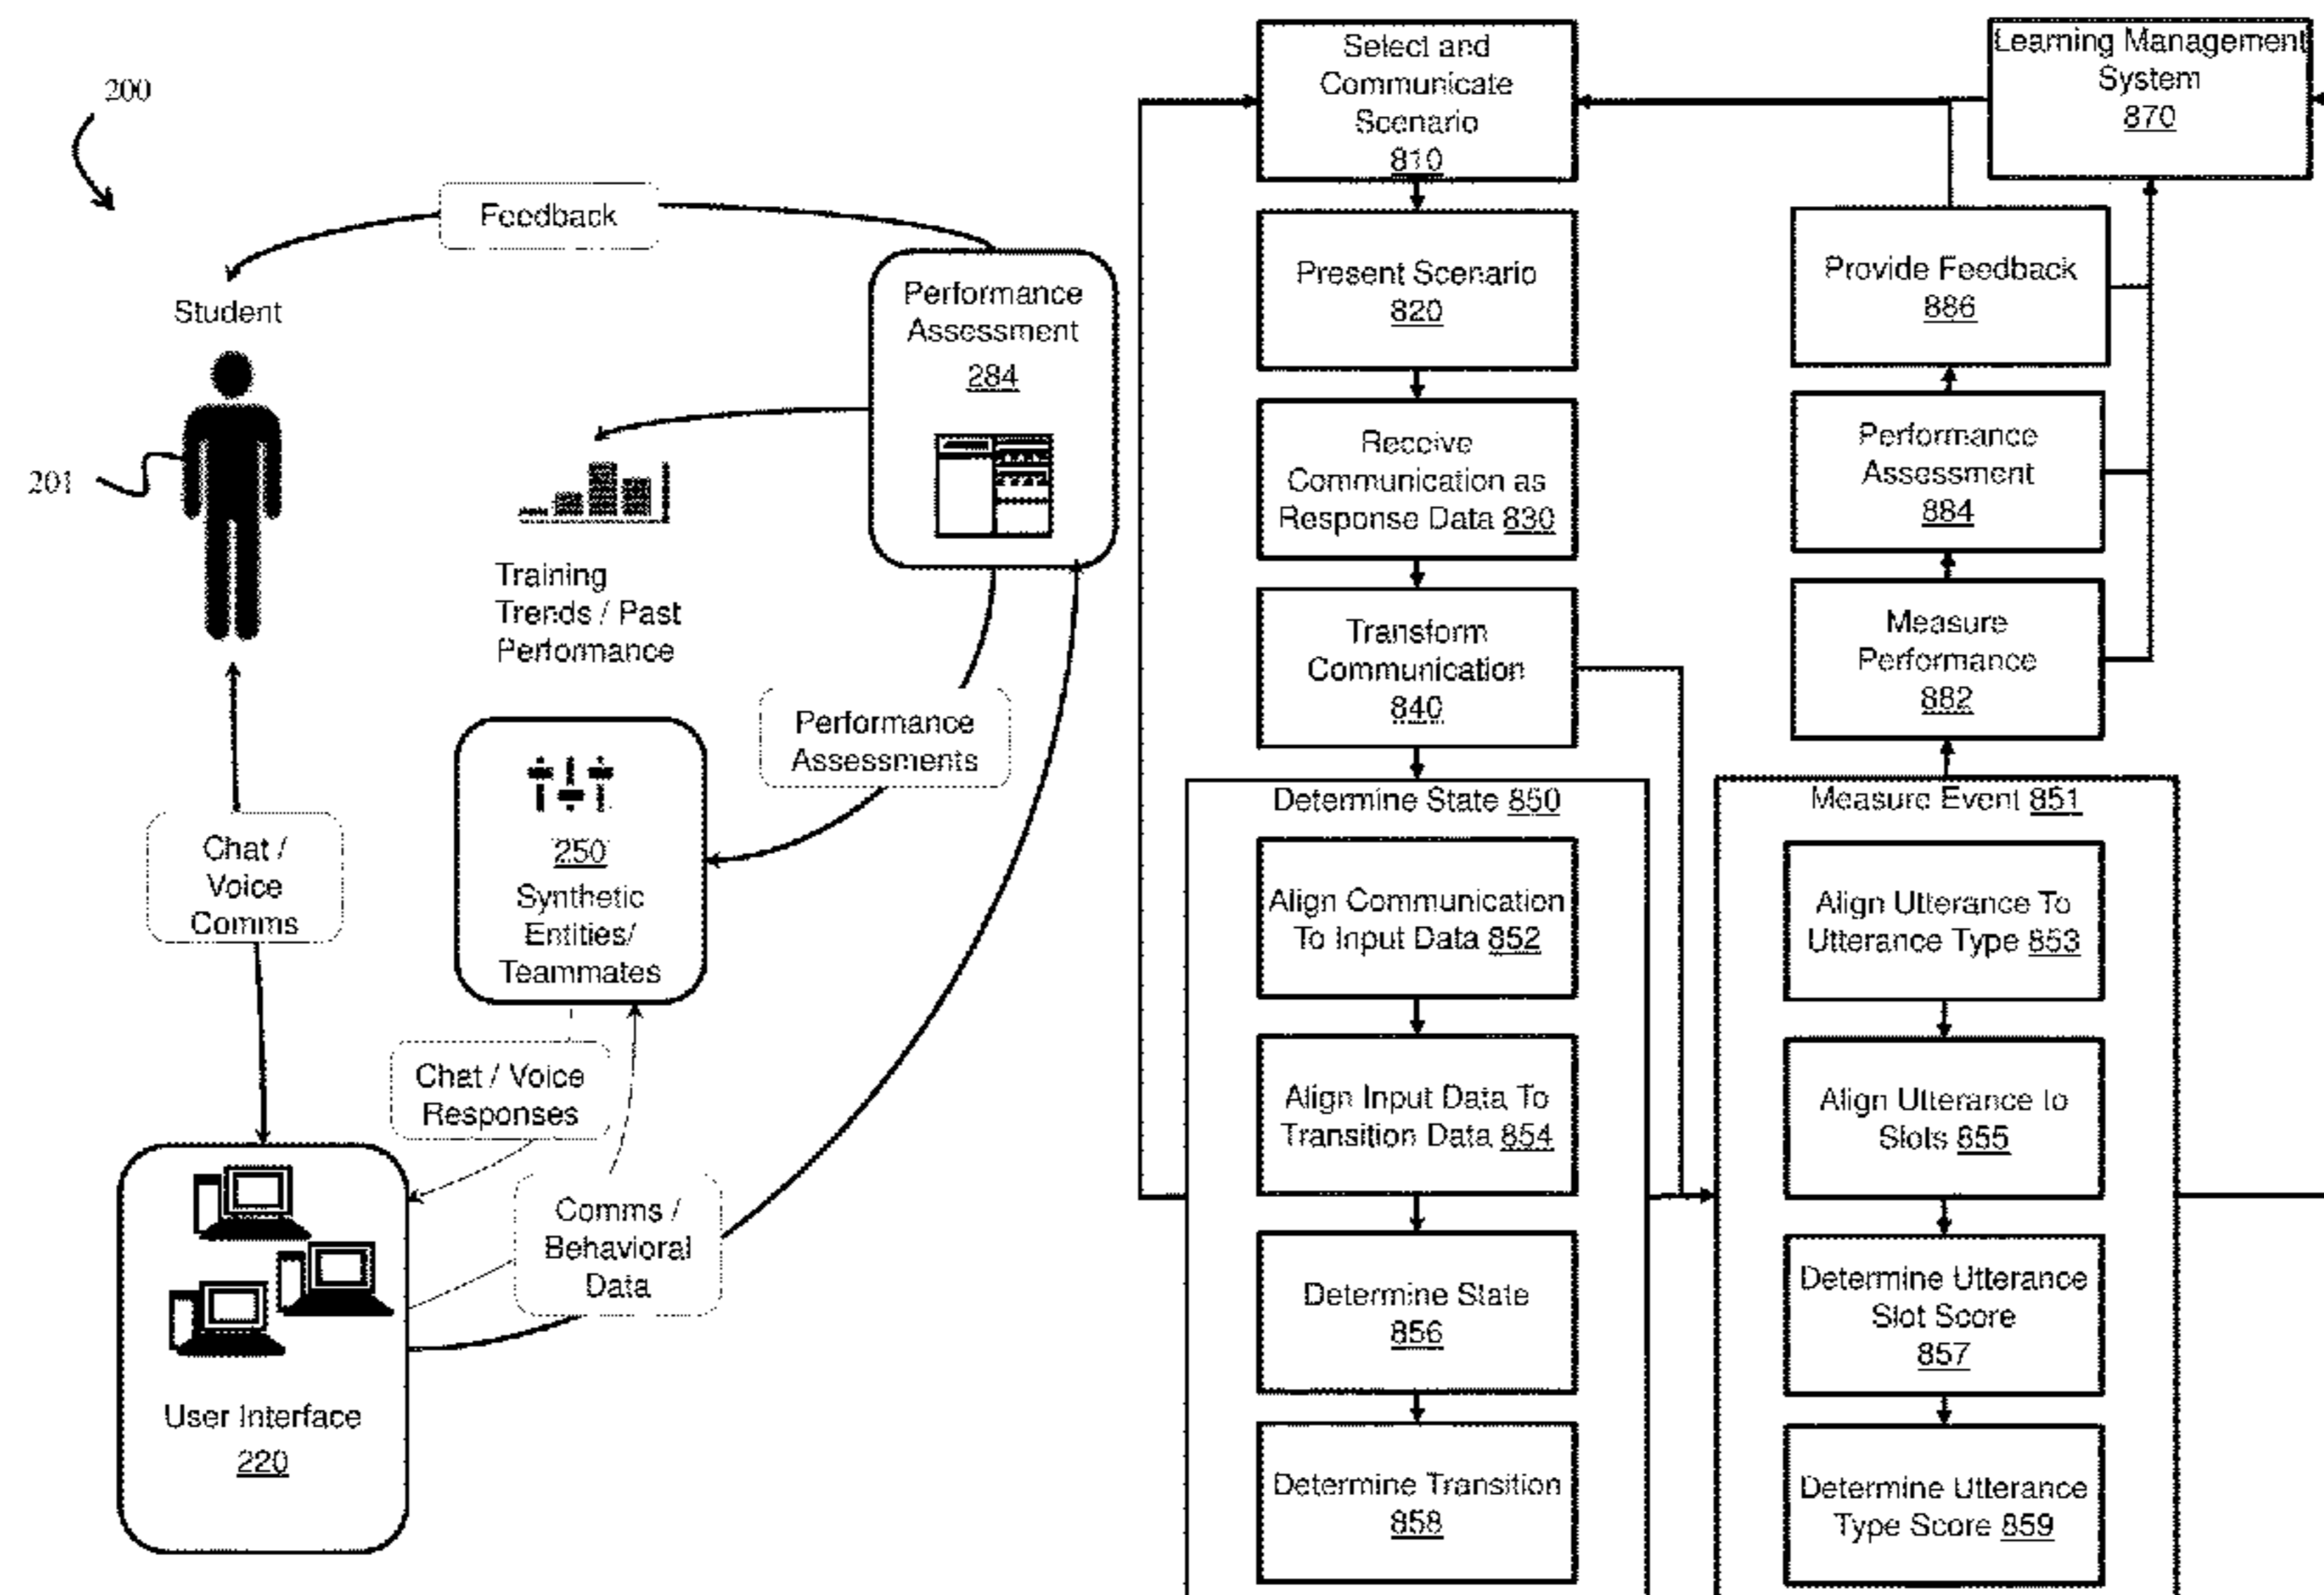 200
Feedback
Student
201
Performance
Assessment
284
Training
Trends / Past
Performance
Performance
Assessments
250
Synthetic
Entities/
Teammates
Chat /
Voice
Comms
Chat / Voice
Responses
Comms /
Behavioral
Data
User Interface
220
Select and
Communicate
Scenario
810
Present Scenario
820
Receive
Communication as
Response Data 830
Transform
Communication
840
Determine State 850
Align Communication
To Input Data 852
Align Input Data To
Transition Data 854
Determine State
856
Determine Transition
858
Learning Management
System
870
Provide Feedback
886
Performance
Assessment
884
Measure
Performance
882
Measure Event 851
Align Utterance To
Utterance Type 853
Align Utterance to
Slots 855
Determine Utterance
Slot Score
857
Determine Utterance
Type Score 859